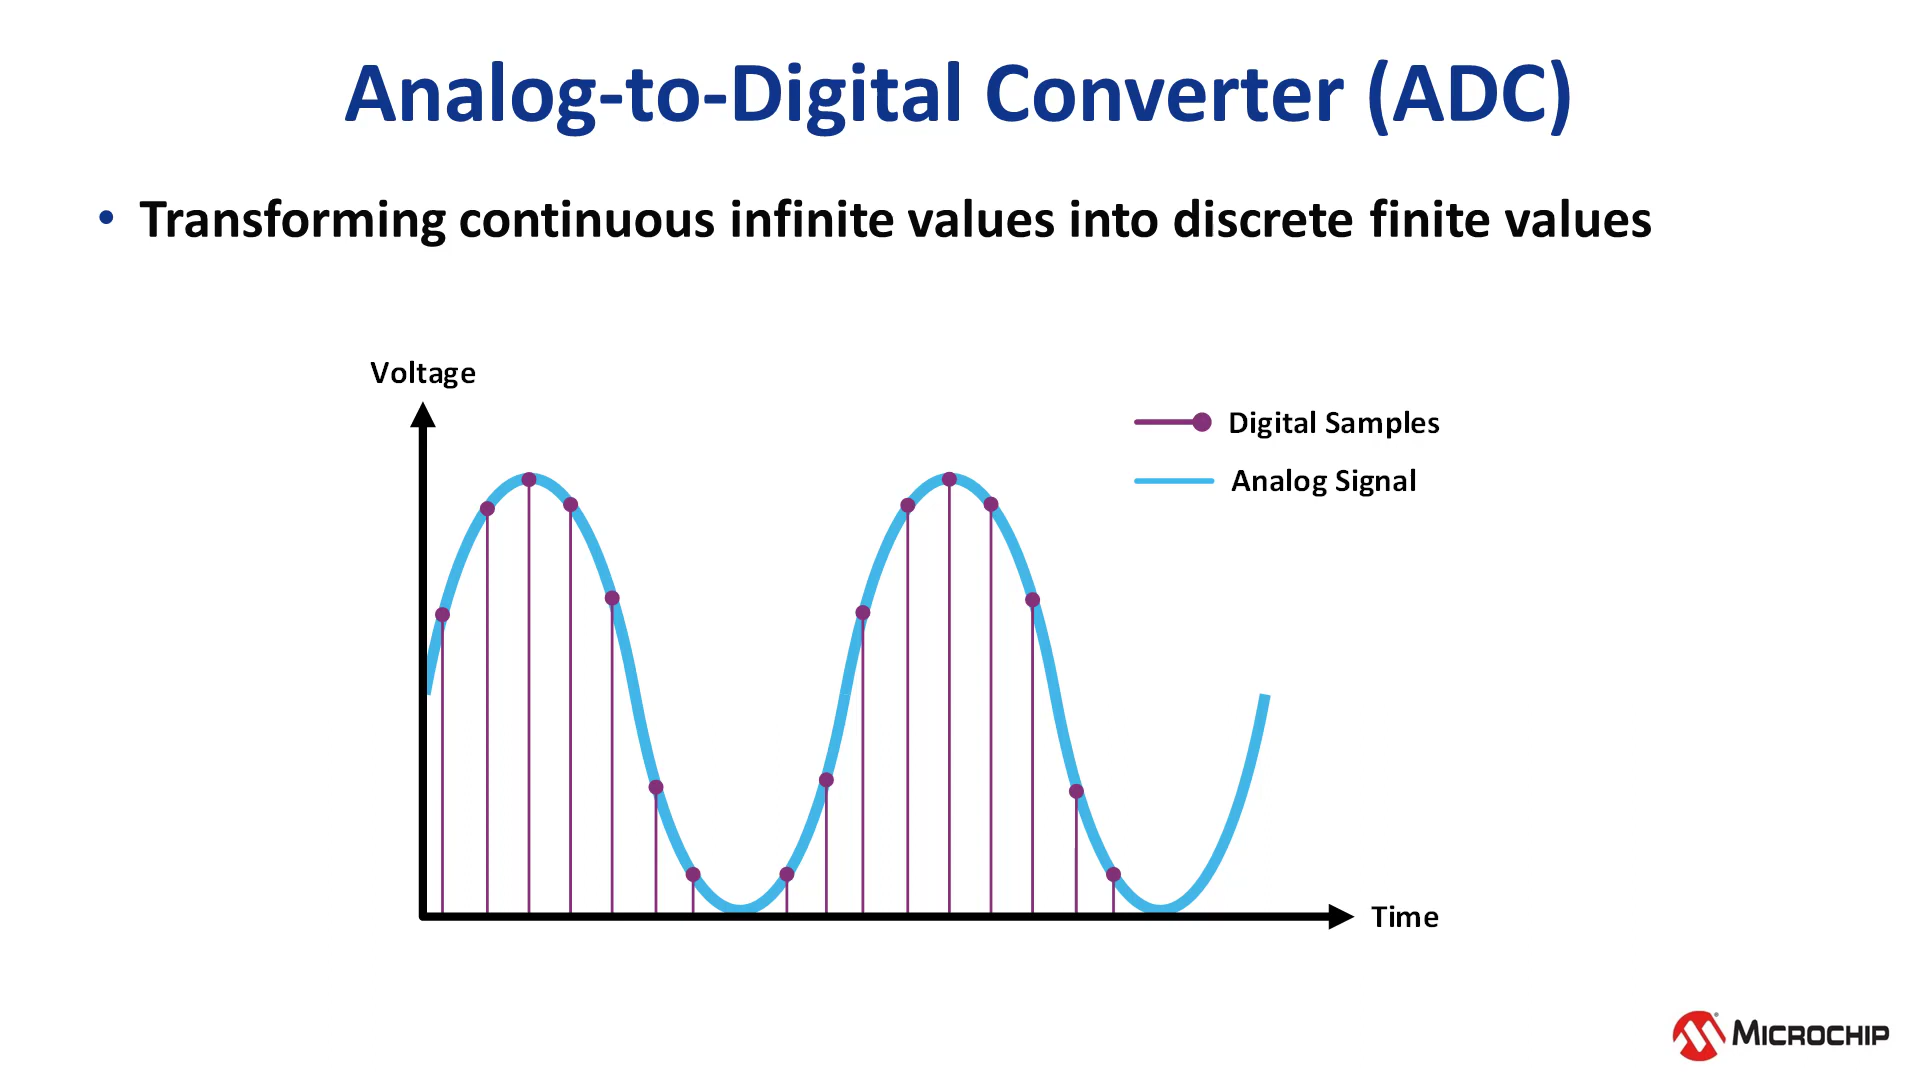 Analog-to-Digital Converter (ADC)
• Transforming continuous infinite values into discrete finite values
Voltage
Digital Samples
Analog Signal
Time
MICROCHIP